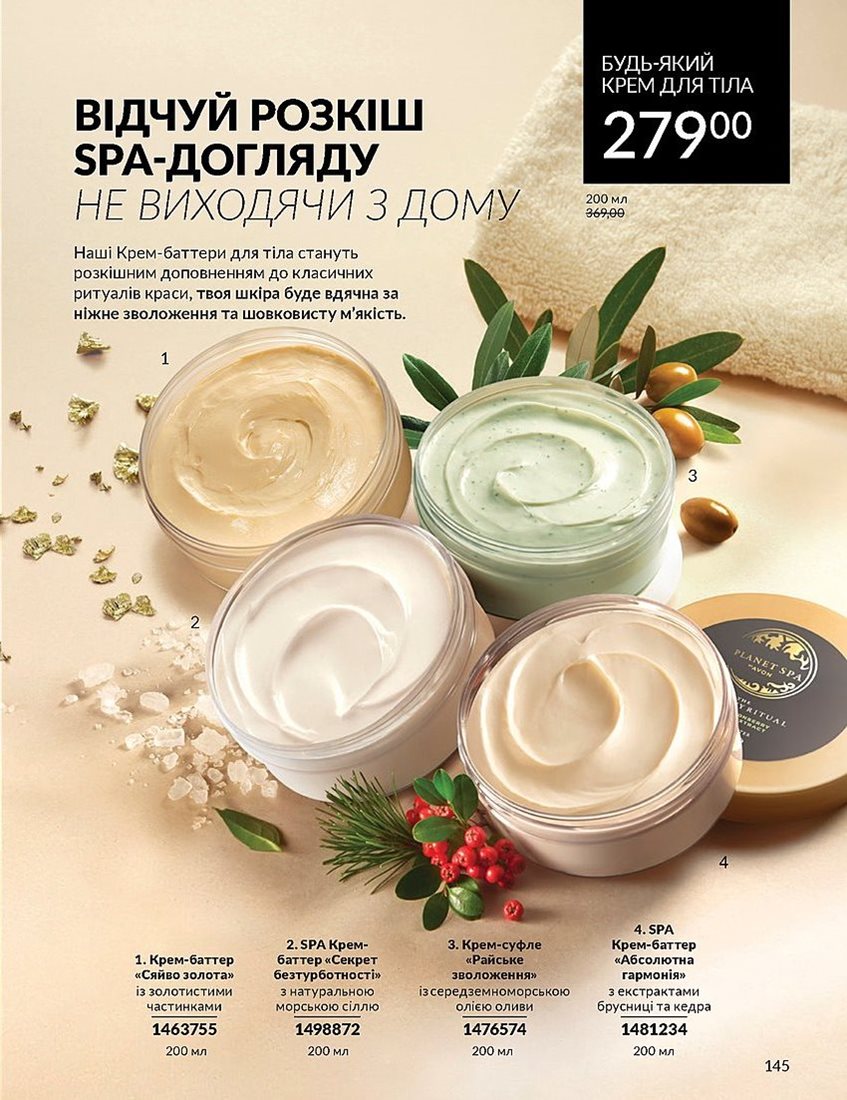 БУДЬ-ЯКИЙ
КРЕМ ДЛЯ ТІЛА
279⁰⁰
200 мл
369,00
ВІДЧУЙ РОЗКІШ
SPA-ДОГЛЯДУ
НЕ ВИХОДЯЧИ З ДОМУ
Наші Крем-баттери для тіла стануть
розкішним доповненням до класичних
ритуалів краси, твоя шкіра буде вдячна за
ніжне зволоження та шовковисту м’якість.
1
3
2
PLANET SPA
AVON
THE
RITUAL
EXTRACT
4
1. Крем-баттер
«Сяйво золота»
із золотистими
частинками
1463755
200 мл
2. SPA Крем-
баттер «Секрет
безтурботності»
з натуральною
морською сіллю
1498872
200 мл
3. Крем-суфле
«Райське
зволоження»
із середземноморською
олією оливи
1476574
200 мл
4. SPA
Крем-баттер
«Абсолютна
гармонія»
з екстрактами
брусниці та кедра
1481234
200 мл
145